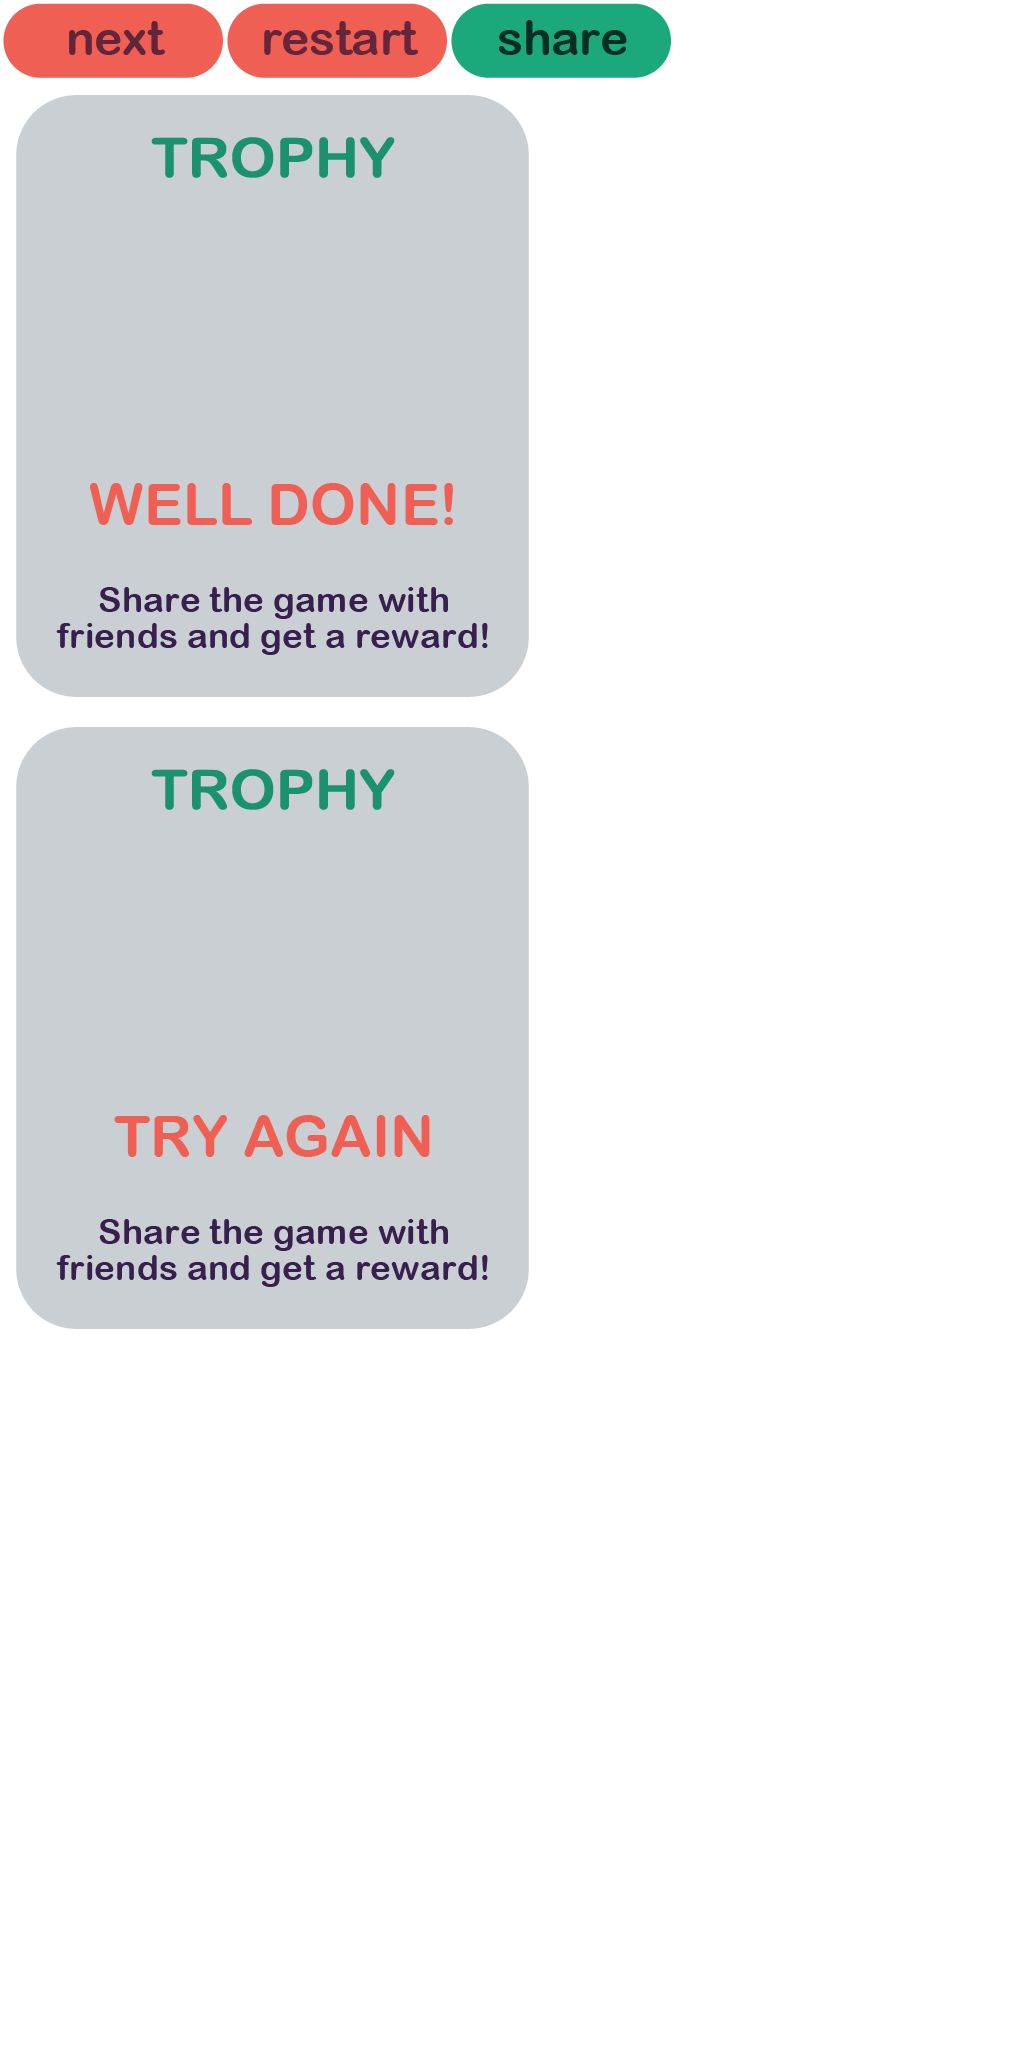 next restart share
TROPHY
WELL DONE!
Share the game with
friends and get a reward!
TROPHY
TRY AGAIN
Share the game with
friends and get a reward!